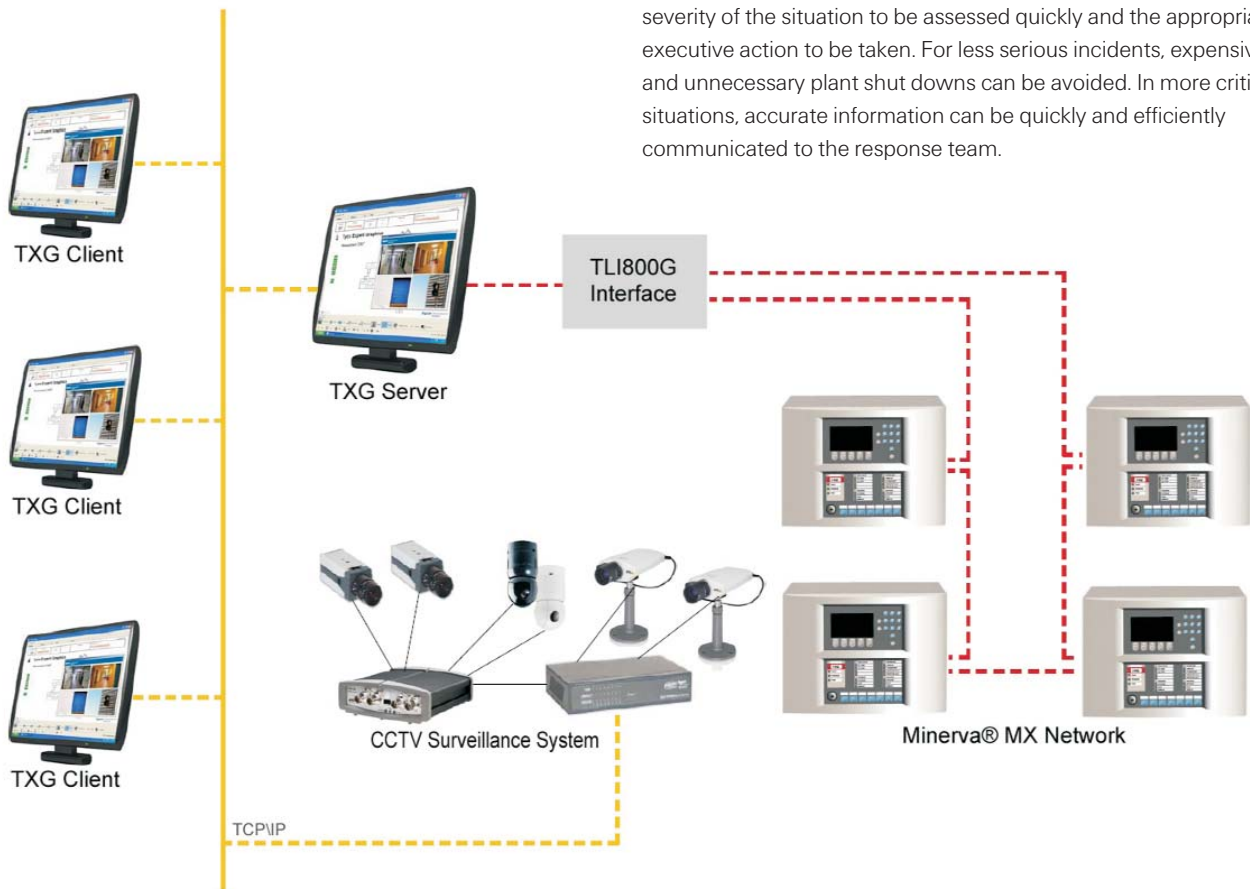 severity of the situation to be assessed quickly and the
executive action to be taken. For less serious incidents,
and unnecessary plant shut downs can be avoided. In more
situations, accurate information can be quickly and efficiently
communicated to the response team.
TXG Client
TXG Server
TLI800G
Interface
TXG Client
CCTV Surveillance System
Minerva® MX Network
TXG Client
TCP\IP